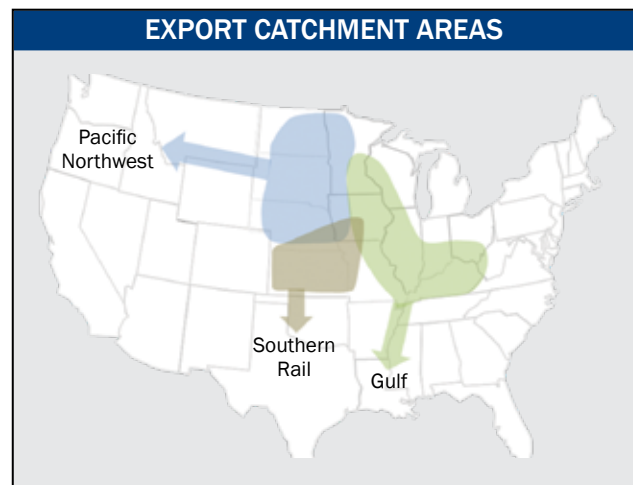 EXPORT CATCHMENT AREAS
Pacific
Northwest
Southern
Rail
Gulf